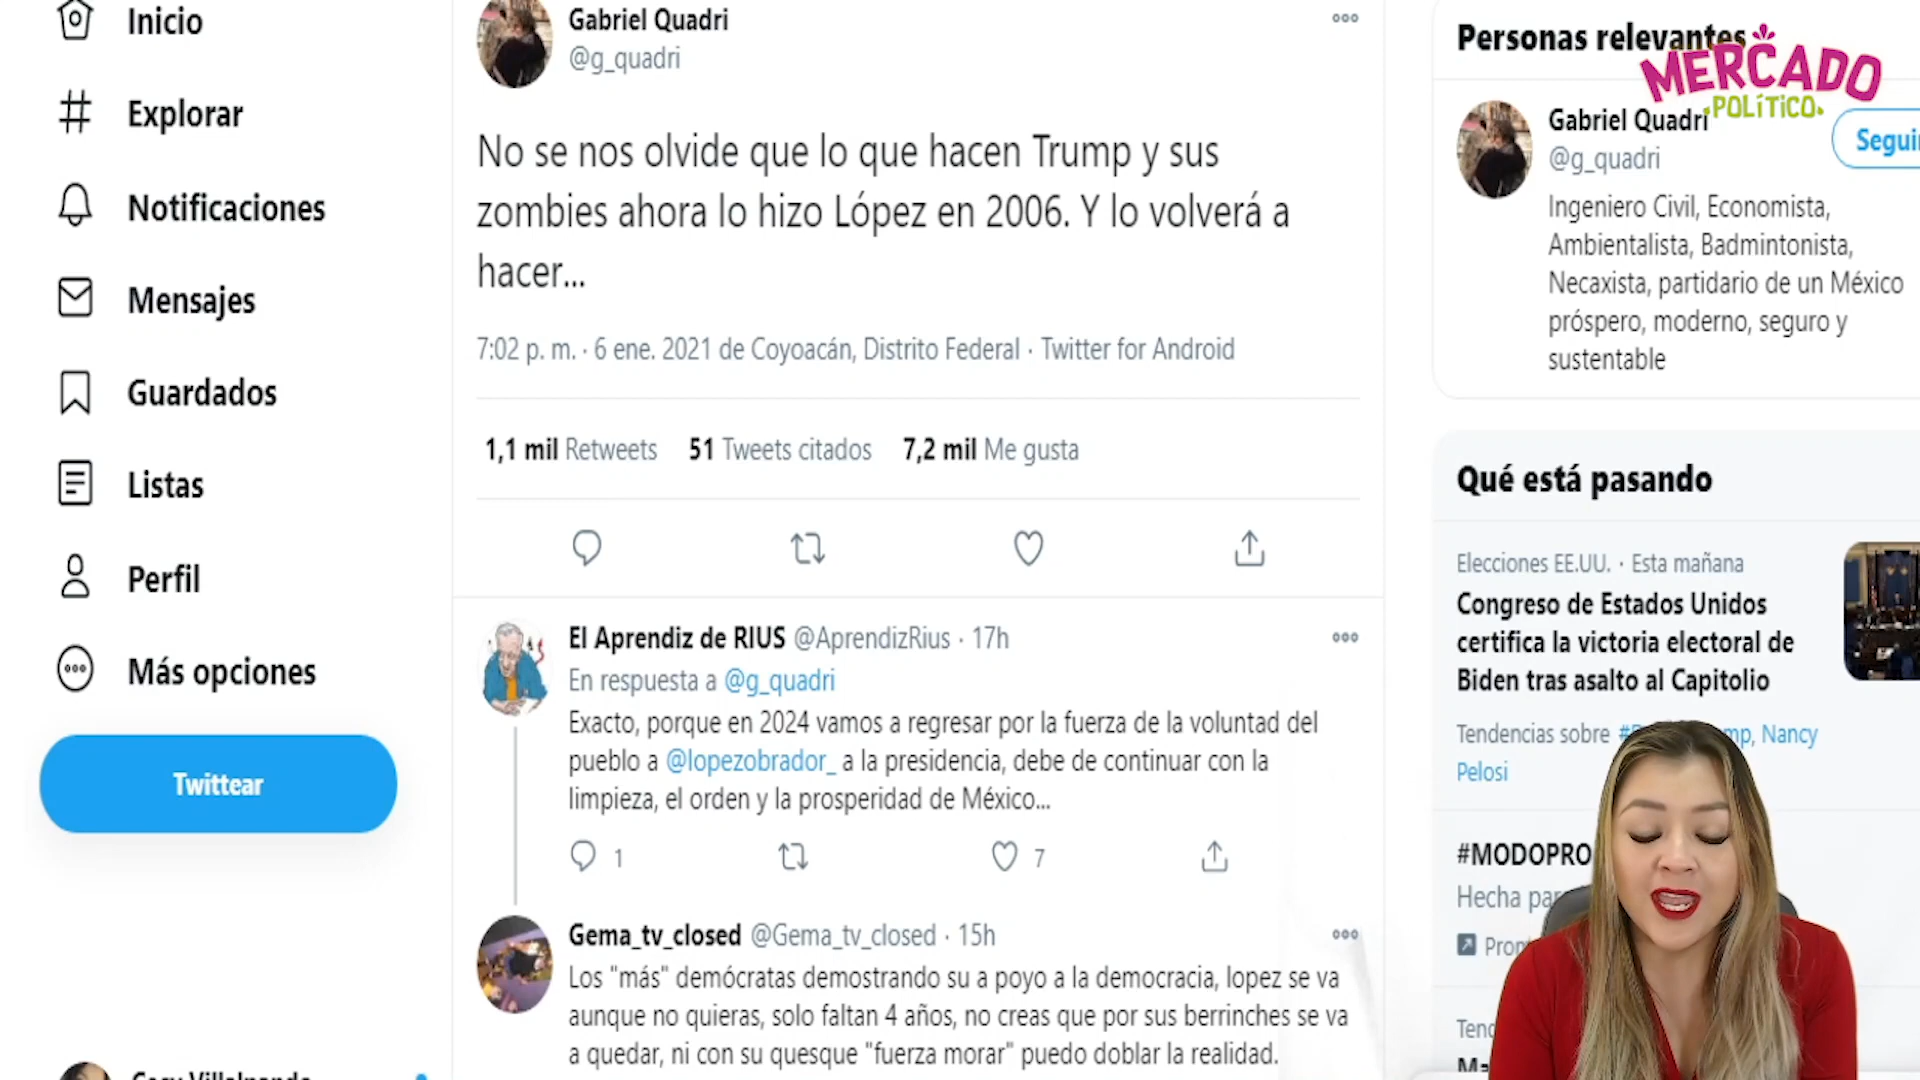 Inicio
Explorar
Notificaciones
Mensajes
Guardados
Listas
Perfil
Más opciones
Twittear
Gabriel Quadri
@g_quadri
No se nos olvide que lo que hacen Trump y sus
zombies ahora lo hizo López en 2006. Y lo volverá a
hacer...
7:02 p. m. · 6 ene. 2021 de Coyoacán, Distrito Federal · Twitter for Android
1,1 mil Retweets 51 Tweets citados 7,2 mil Me gusta
El Aprendiz de RIUS @AprendizRius · 17h
En respuesta a @g_quadri
Exacto, porque en 2024 vamos a regresar por la fuerza de la voluntad del
pueblo a @lopezobrador_ a la presidencia, debe de continuar con la
limpieza, el orden y la prosperidad de México...
1 7
Gema_tv_closed @Gema_tv_closed · 15h
Los "más" demócratas demostrando su a poyo a la democracia, lopez se va
aunque no quieras, solo faltan 4 años, no creas que por sus berrinches se va
a quedar, ni con su quesque "fuerza morar" puedo doblar la realidad.
Personas relevantes
MERCADO
POLÍTICO
Gabriel Quadri
@g_quadri
Seguir
Ingeniero Civil, Economista,
Ambientalista, Badmintonista,
Necaxista, partidario de un México
próspero, moderno, seguro y
sustentable
Qué está pasando
Elecciones EE.UU. · Esta mañana
Congreso de Estados Unidos
certifica la victoria electoral de
Biden tras asalto al Capitolio
Tendencias sobre Nancy
Pelosi
#MODOPRO
Hecha